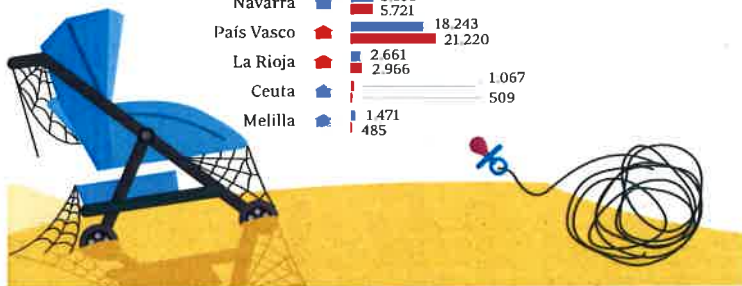 Navarra
5.721
País Vasco 18.243
21.220
La Rioja 2.661
2.966
Ceuta 1.067
509
Melilla 1.471
485